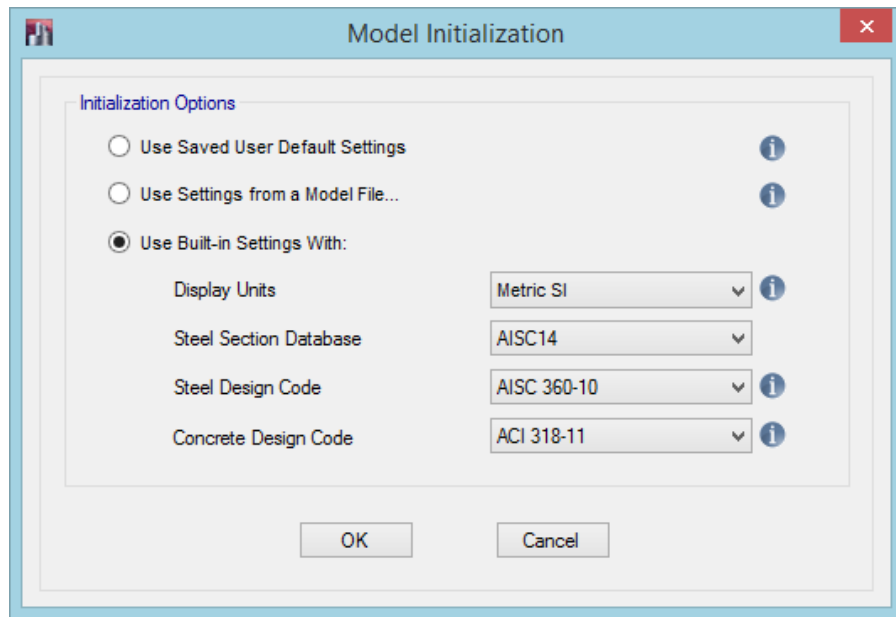 Model Initialization
Initialization Options
Use Saved User Default Settings
Use Settings from a Model File...
Use Built-in Settings With:
Display Units Metric SI
Steel Section Database AISC14
Steel Design Code AISC 360-10
Concrete Design Code ACI 318-11
OK Cancel